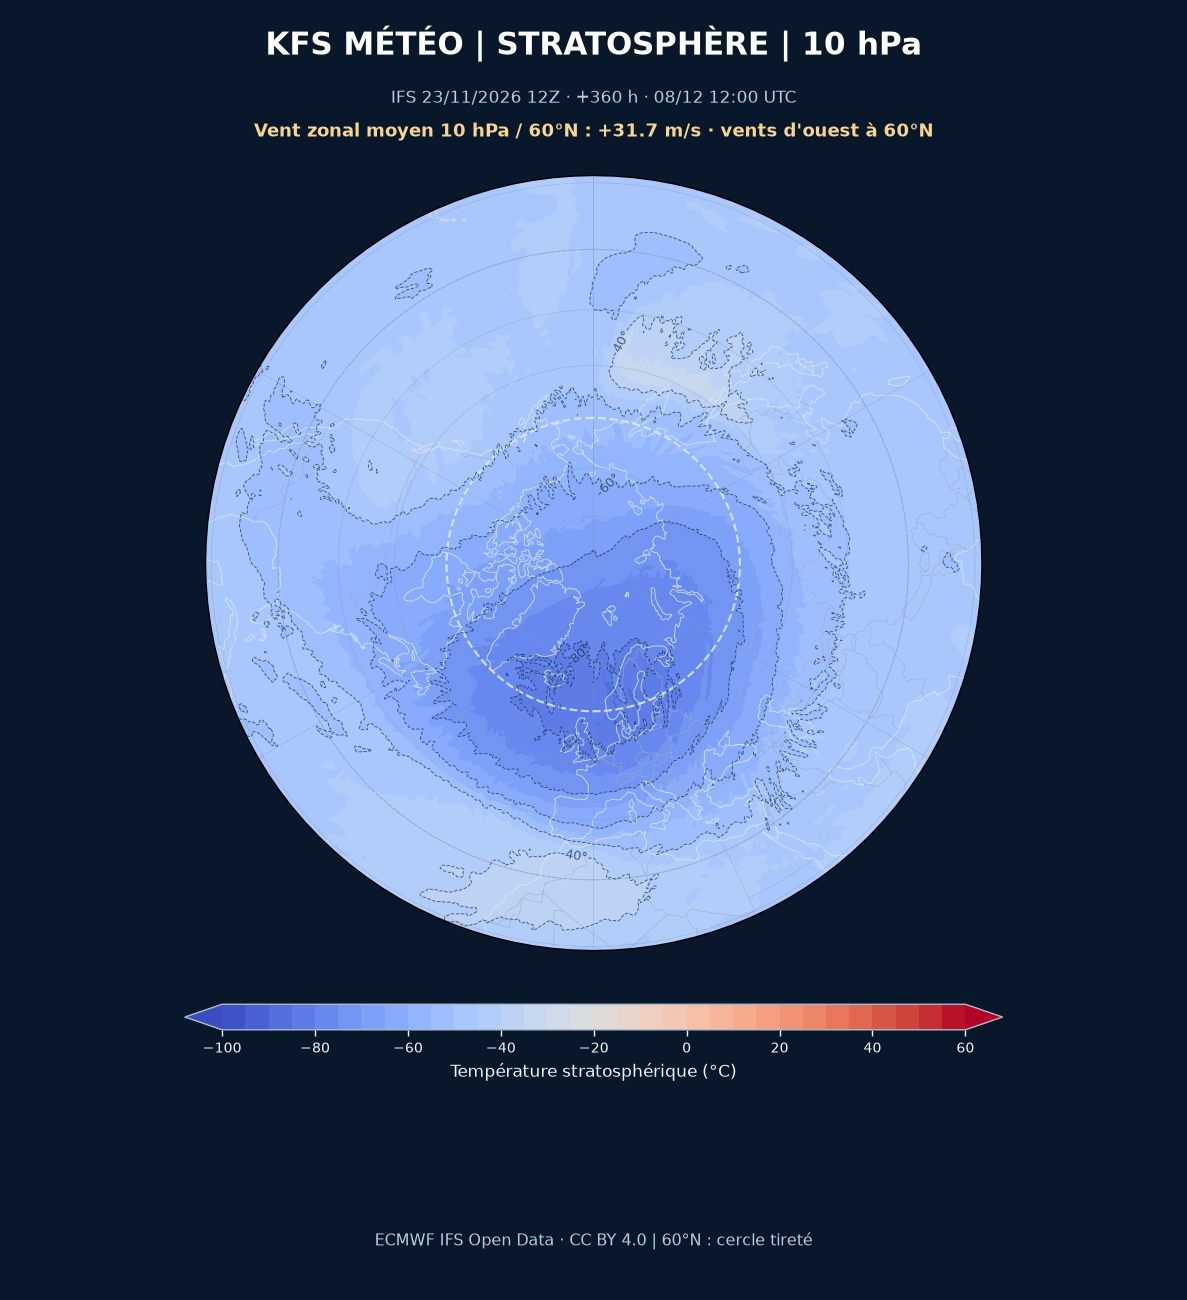 KFS MÉTÉO | STRATOSPHÈRE | 10 hPa
IFS 23/11/2026 12Z · +360 h · 08/12 12:00 UTC
Vent zonal moyen 10 hPa / 60°N : +31.7 m/s · vents d'ouest à 60°N
40°
60°
80°
40°
−100 −80 −60 −40 −20 0 20 40 60
Température stratosphérique (°C)
ECMWF IFS Open Data · CC BY 4.0 | 60°N : cercle tireté